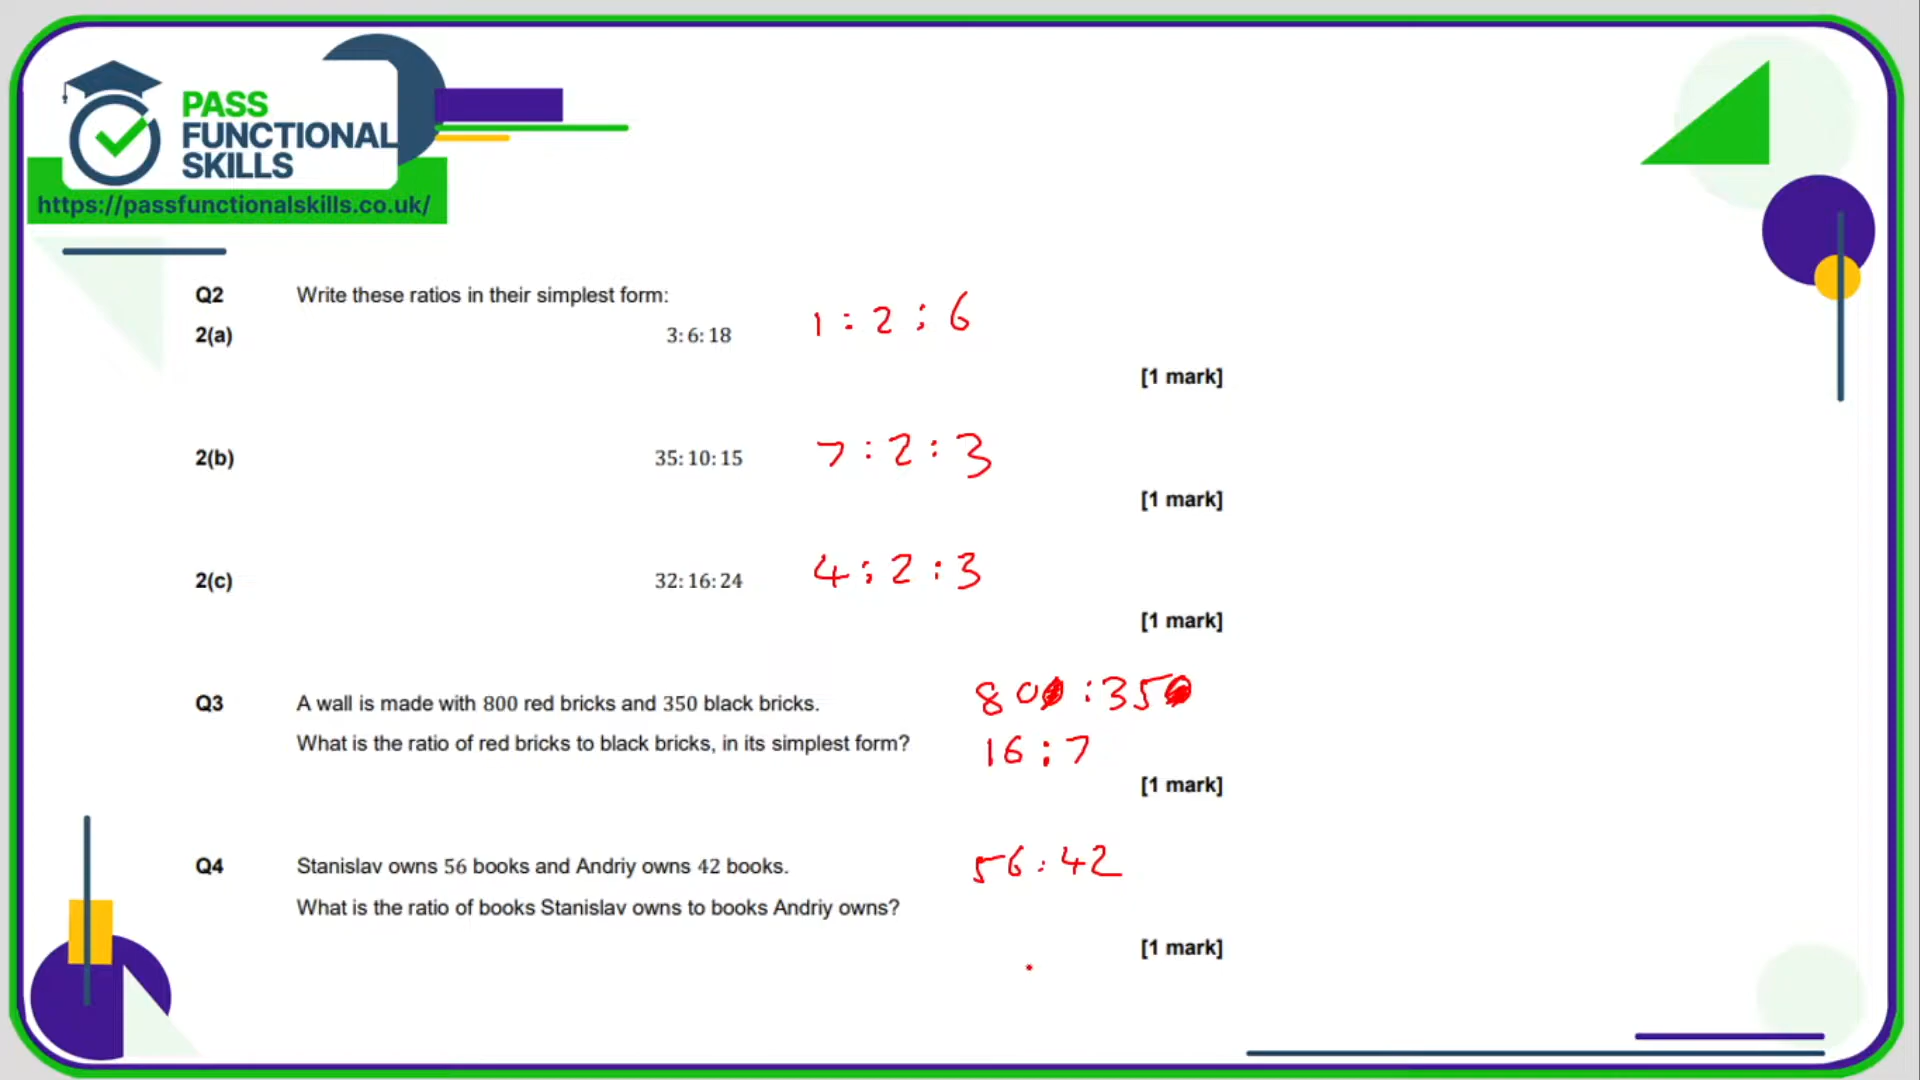 PASS
FUNCTIONAL
SKILLS
https://passfunctionalskills.co.uk/
Q2 Write these ratios in their simplest form:
2(a) 3:6:18 1:2:6
[1 mark]
2(b) 35:10:15 7:2:3
[1 mark]
2(c) 32:16:24 4:2:3
[1 mark]
Q3 A wall is made with 800 red bricks and 350 black bricks. 800:350
What is the ratio of red bricks to black bricks, in its simplest form? 16:7
[1 mark]
Q4 Stanislav owns 56 books and Andriy owns 42 books. 56:42
What is the ratio of books Stanislav owns to books Andriy owns?
[1 mark]